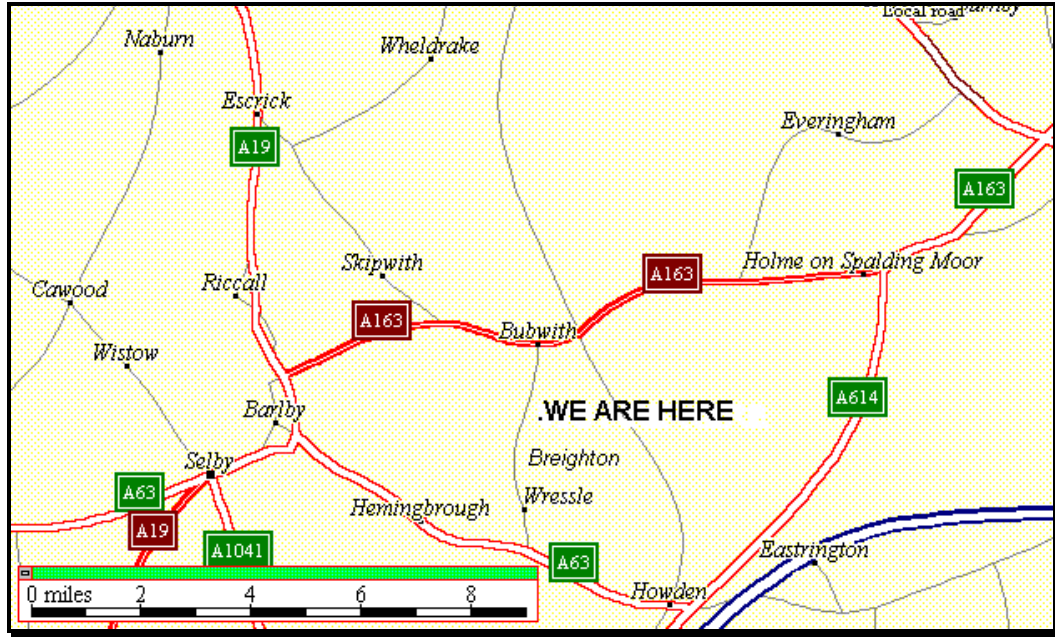 Local road
Naburn
Wheldrake
Escrick
Everingham
A19
A163
Skipwith
Holme on Spalding Moor
A163
Riccall
Cawood
A163
Bubwith
Wistow
A614
Barlby
.WE ARE HERE
Selby
Breighton
A63
Wressle
Hemingbrough
A19
A1041
Eastrington
A63
Howden
0 miles 2 4 6 8